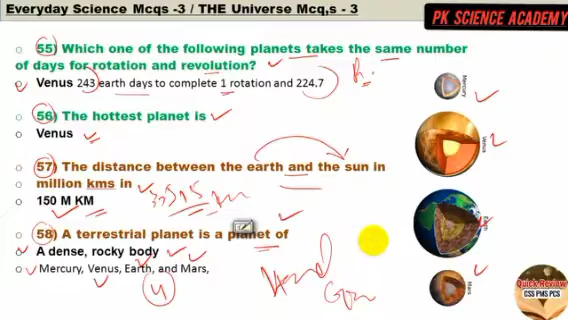 Everyday Science Mcqs -3 / THE Universe Mcq,s - 3
PK SCIENCE ACADEMY
55) Which one of the following planets takes the same number
of days for rotation and revolution?
Venus 243 earth days to complete 1 rotation and 224.7
56) The hottest planet is
Venus
57) The distance between the earth and the sun in
million kms in
150 M KM
58) A terrestrial planet is a planet of
A dense, rocky body
Mercury, Venus, Earth, and Mars,
4
Mercury
Venus
Mars
Quick Review
CSS PMS PCS